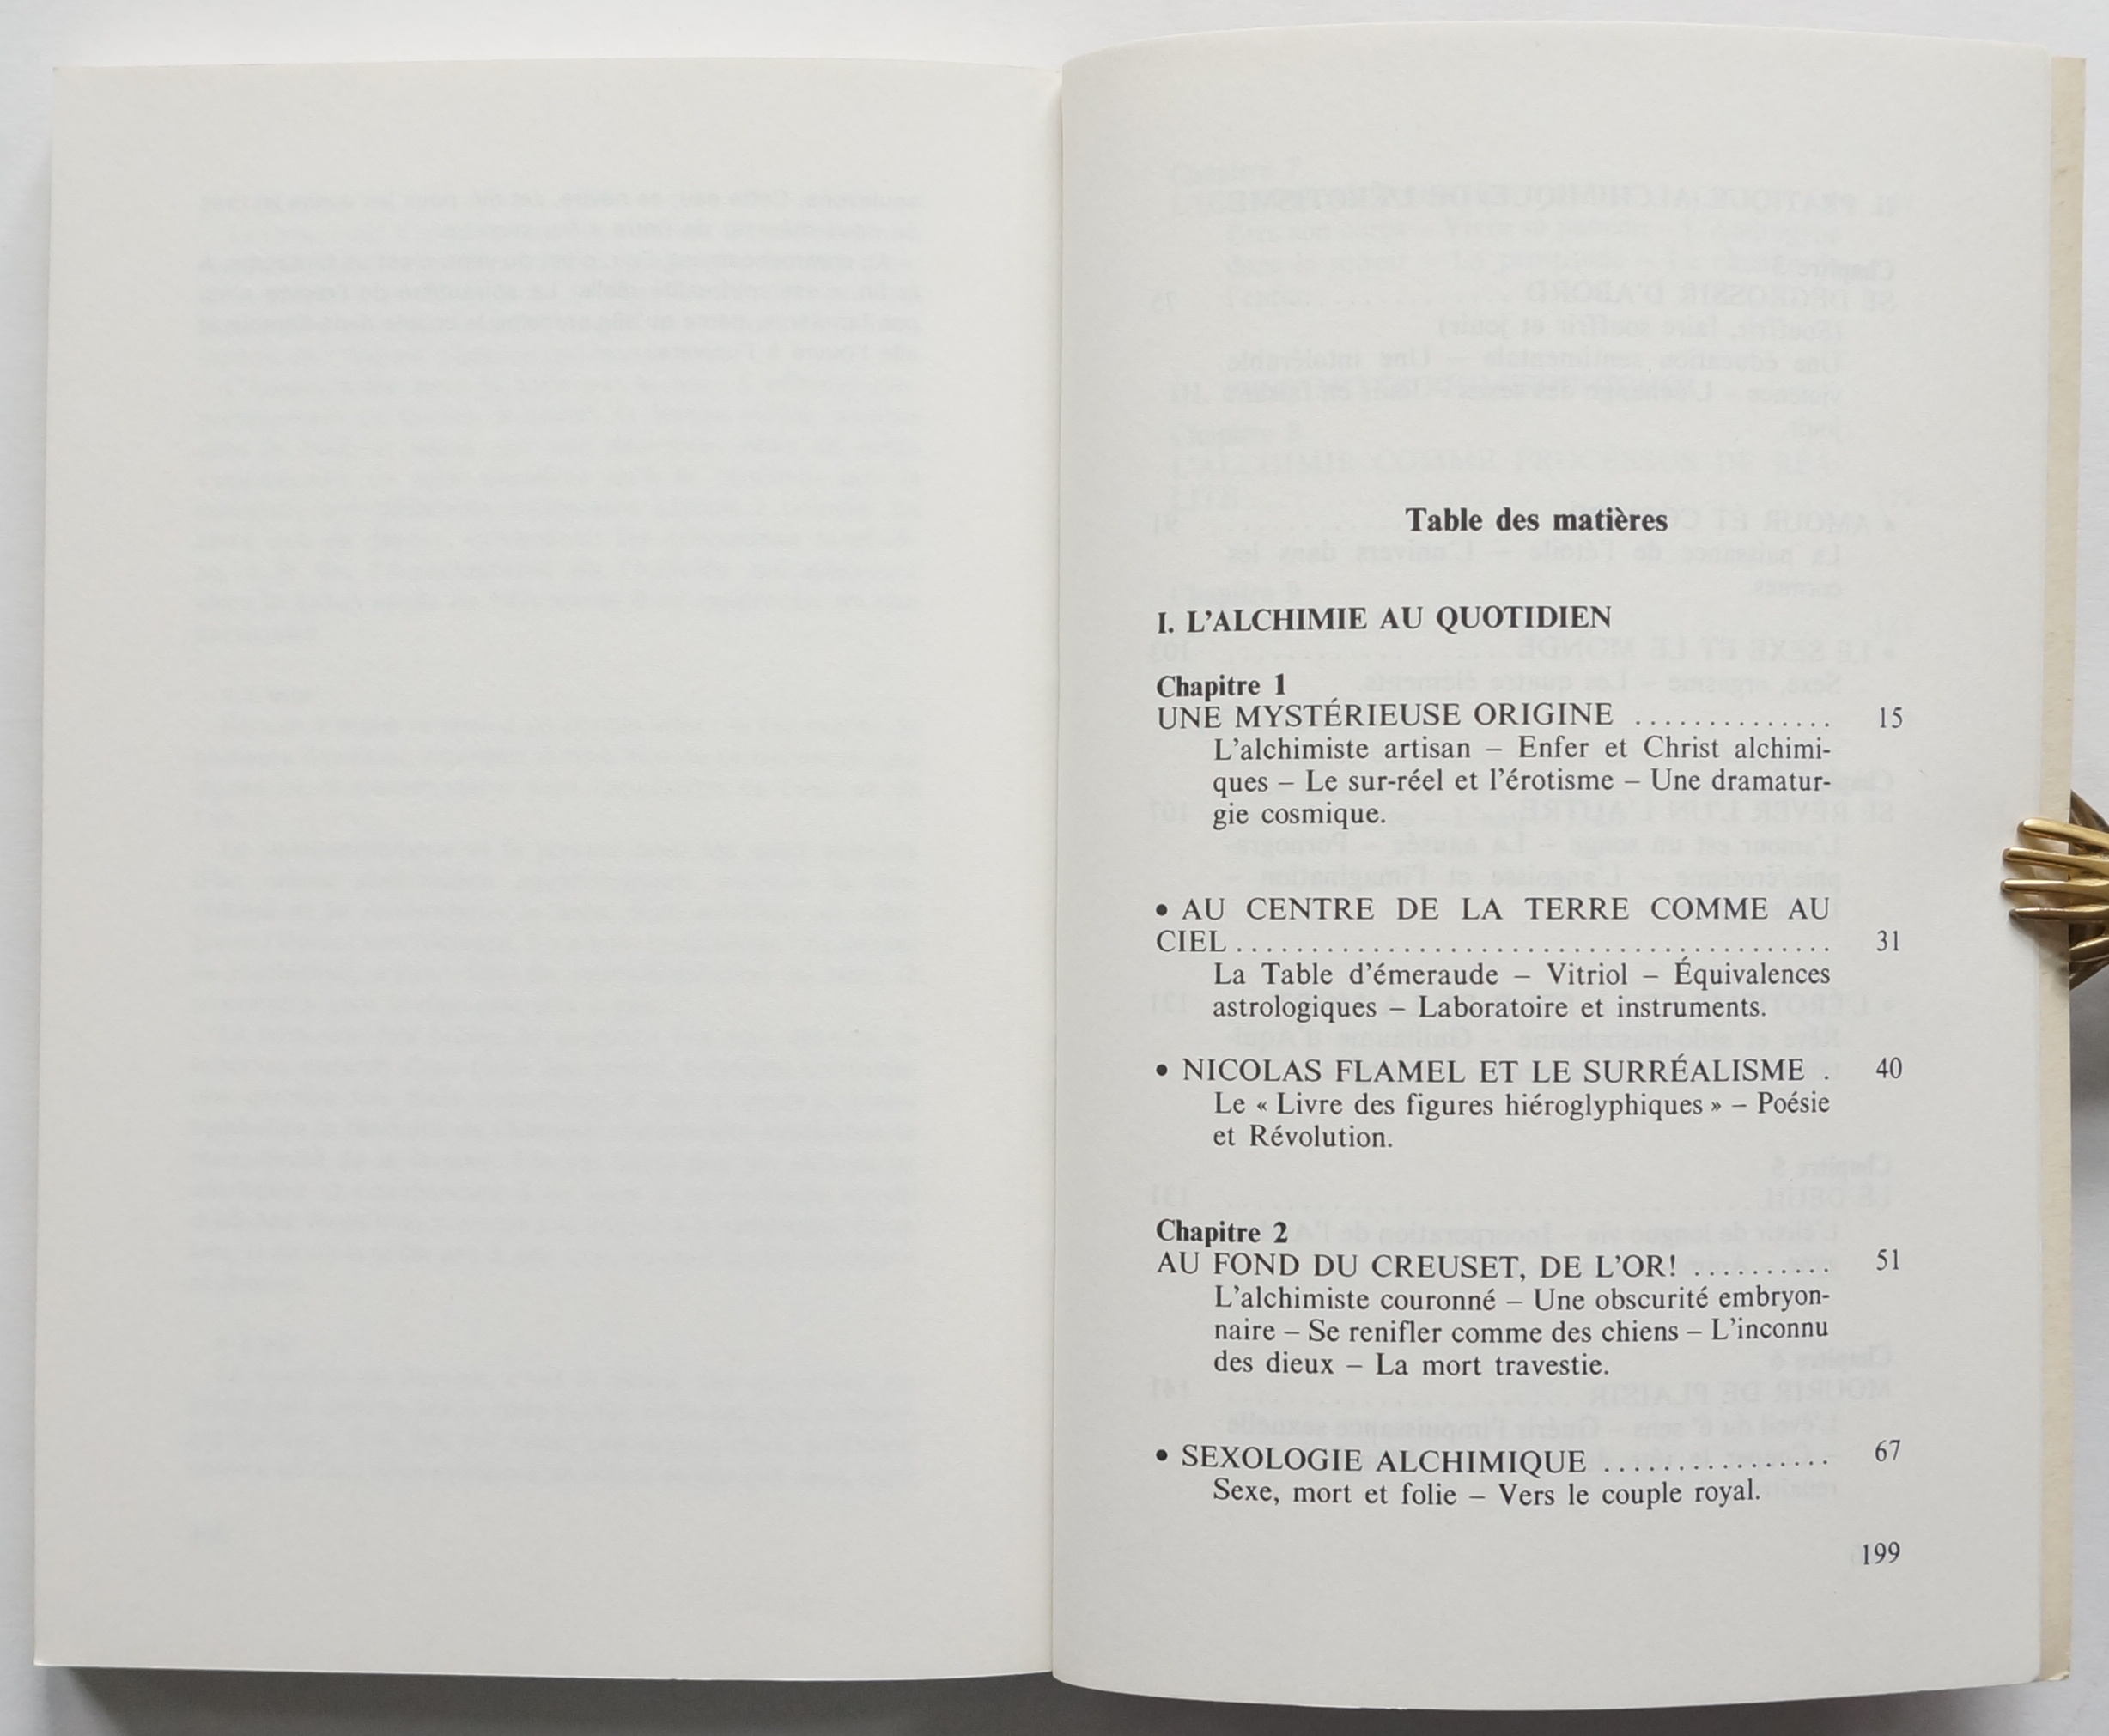 Table des matières
I. L'ALCHIMIE AU QUOTIDIEN
Chapitre 1
UNE MYSTÉRIEUSE ORIGINE .............. 15
L'alchimiste artisan – Enfer et Christ alchimi-
ques – Le sur-réel et l'érotisme – Une dramatur-
gie cosmique.
• AU CENTRE DE LA TERRE COMME AU
CIEL ....................................... 31
La Table d'émeraude – Vitriol – Équivalences
astrologiques – Laboratoire et instruments.
• NICOLAS FLAMEL ET LE SURRÉALISME . 40
Le « Livre des figures hiéroglyphiques » – Poésie
et Révolution.
Chapitre 2
AU FOND DU CREUSET, DE L'OR! .......... 51
L'alchimiste couronné – Une obscurité embryon-
naire – Se renifler comme des chiens – L'inconnu
des dieux – La mort travestie.
• SEXOLOGIE ALCHIMIQUE ................ 67
Sexe, mort et folie – Vers le couple royal.
199